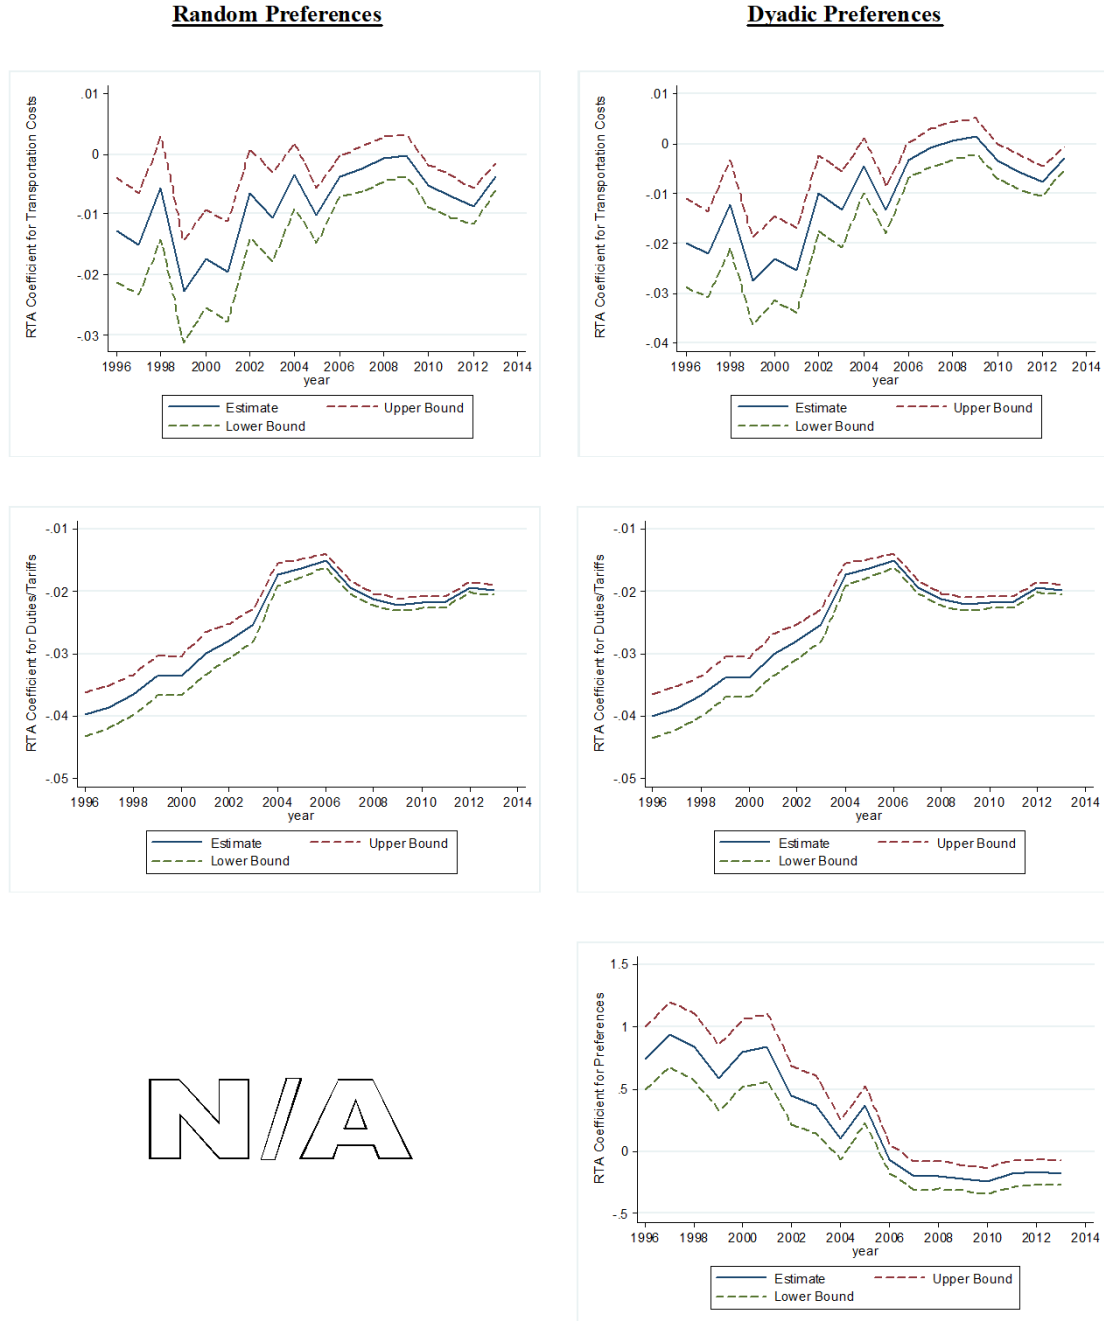 Random Preferences
Dyadic Preferences
RTA Coefficient for Transportation Costs
.01
0
-.01
-.02
-.03
1996 1998 2000 2002 2004 2006 2008 2010 2012 2014
year
Estimate Upper Bound
Lower Bound
RTA Coefficient for Transportation Costs
.01
0
-.01
-.02
-.03
-.04
1996 1998 2000 2002 2004 2006 2008 2010 2012 2014
year
Estimate Upper Bound
Lower Bound
RTA Coefficient for Duties/Tariffs
-.01
-.02
-.03
-.04
-.05
1996 1998 2000 2002 2004 2006 2008 2010 2012 2014
year
Estimate Upper Bound
Lower Bound
RTA Coefficient for Duties/Tariffs
-.01
-.02
-.03
-.04
-.05
1996 1998 2000 2002 2004 2006 2008 2010 2012 2014
year
Estimate Upper Bound
Lower Bound
N/A
RTA Coefficient for Preferences
1.5
1
.5
0
-.5
1996 1998 2000 2002 2004 2006 2008 2010 2012 2014
year
Estimate Upper Bound
Lower Bound